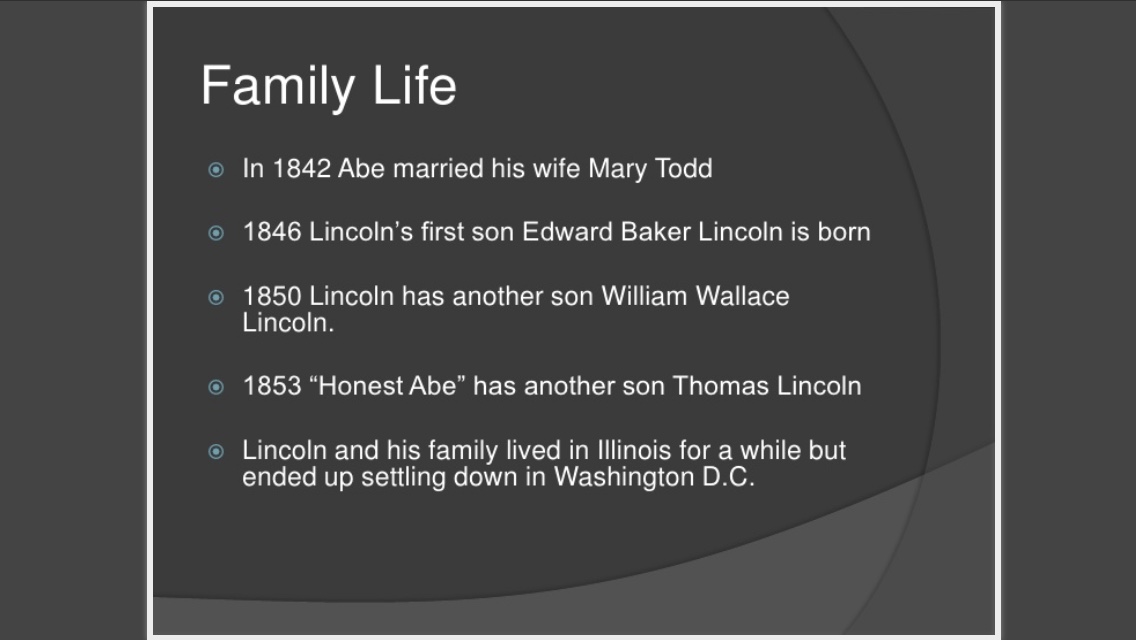 Family Life
In 1842 Abe married his wife Mary Todd
1846 Lincoln’s first son Edward Baker Lincoln is born
1850 Lincoln has another son William Wallace
Lincoln.
1853 “Honest Abe” has another son Thomas Lincoln
Lincoln and his family lived in Illinois for a while but
ended up settling down in Washington D.C.